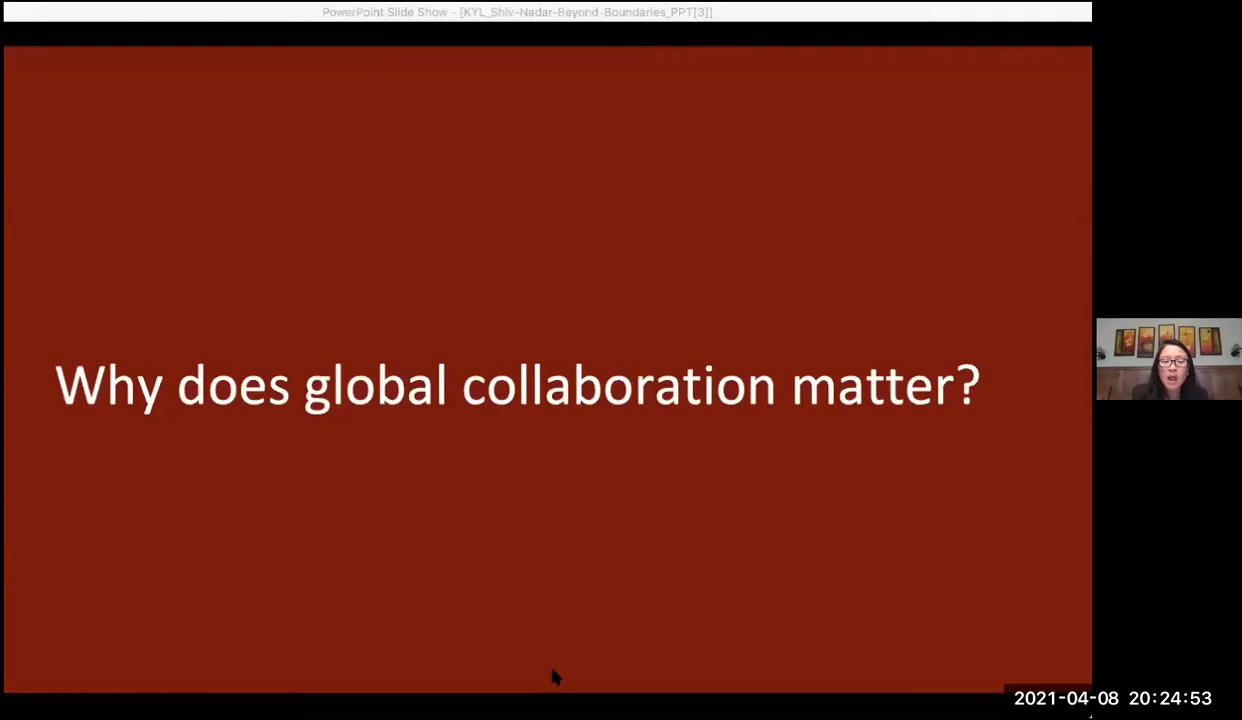 PowerPoint Slide Show - [KYL_Shiv-Nadar-Beyond-Boundaries_PPT[3]]
Why does global collaboration matter?
2021-04-08 20:24:53